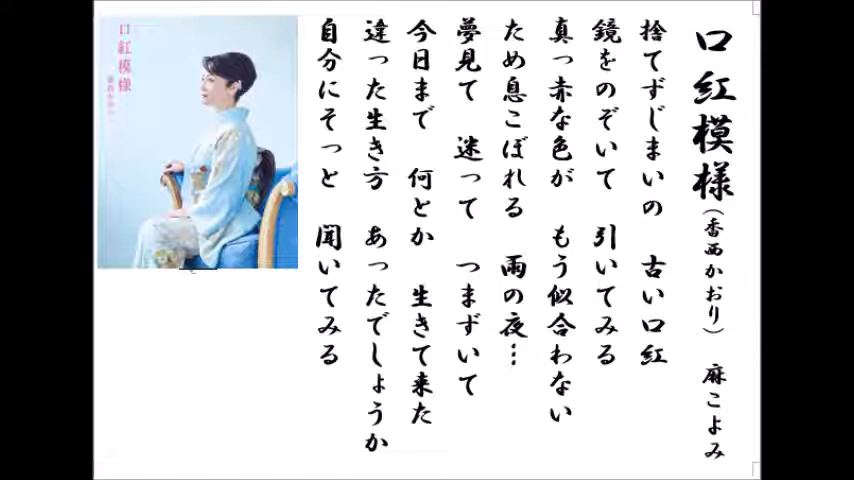 口紅模様(香西かおり) 麻こよみ
捨てずじまいの 古い口紅
鏡をのぞいて 引いてみる
真っ赤な色が もう似合わない
ため息こぼれる 雨の夜…
夢見て 迷って つまずいて
今日まで 何とか 生きて来た
違った生き方 あったでしょうか
自分にそっと 聞いてみる
口紅模様
香西かおり